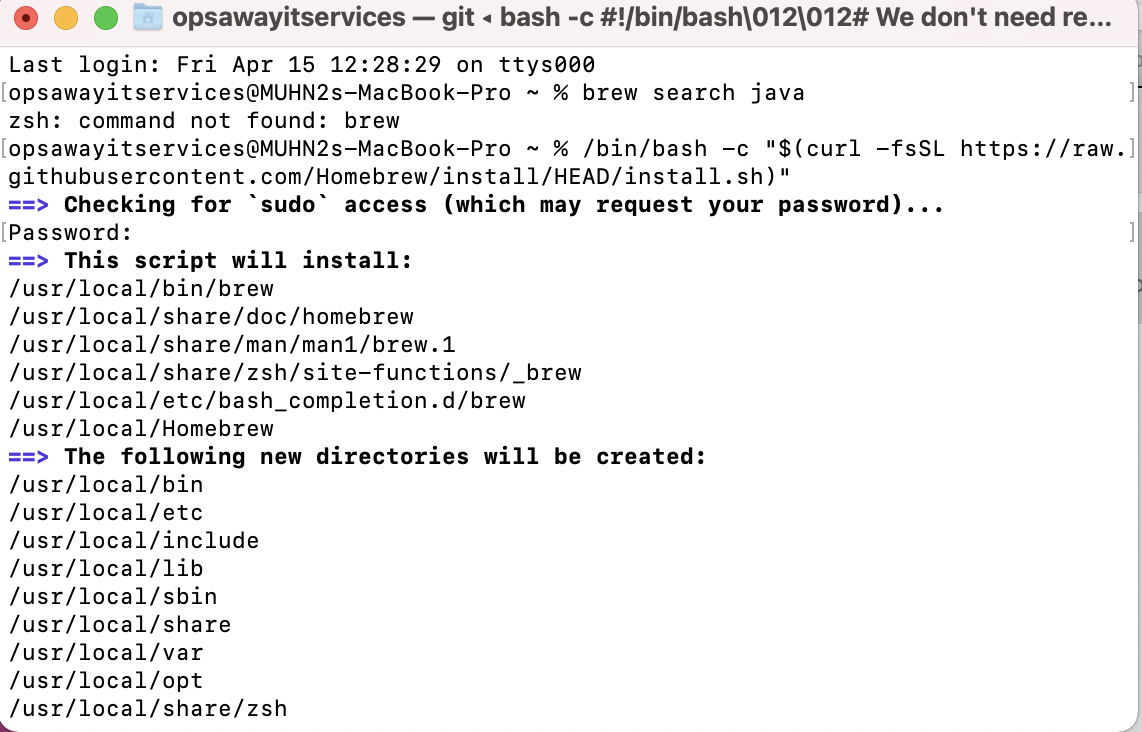 opsawayitservices — git ◂ bash -c #!/bin/bash\012\012# We don't need re...
Last login: Fri Apr 15 12:28:29 on ttys000
[opsawayitservices@MUHN2s-MacBook-Pro ~ % brew search java ]
zsh: command not found: brew
[opsawayitservices@MUHN2s-MacBook-Pro ~ % /bin/bash -c "$(curl -fsSL https://raw.]
githubusercontent.com/Homebrew/install/HEAD/install.sh)"
==> Checking for `sudo` access (which may request your password)...
[Password: ]
==> This script will install:
/usr/local/bin/brew
/usr/local/share/doc/homebrew
/usr/local/share/man/man1/brew.1
/usr/local/share/zsh/site-functions/_brew
/usr/local/etc/bash_completion.d/brew
/usr/local/Homebrew
==> The following new directories will be created:
/usr/local/bin
/usr/local/etc
/usr/local/include
/usr/local/lib
/usr/local/sbin
/usr/local/share
/usr/local/var
/usr/local/opt
/usr/local/share/zsh